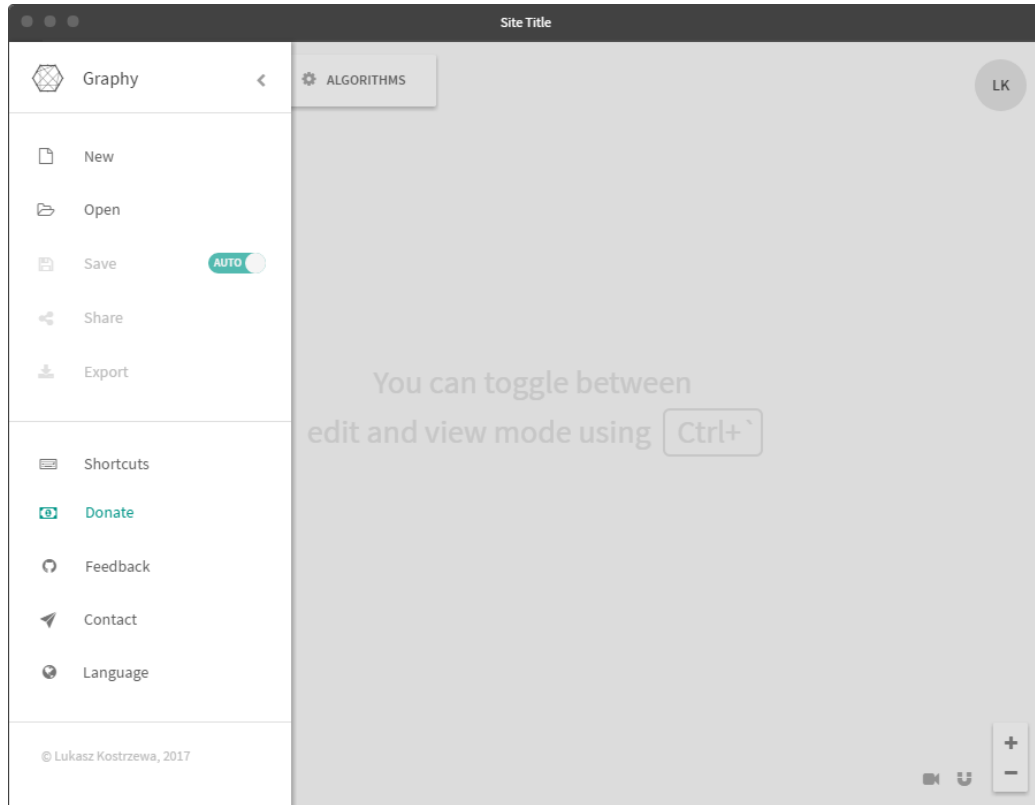 Site Title
Graphy
ALGORITHMS
LK
New
Open
Save
AUTO
Share
Export
You can toggle between
edit and view mode using Ctrl+`
Shortcuts
Donate
Feedback
Contact
Language
© Lukasz Kostrzewa, 2017